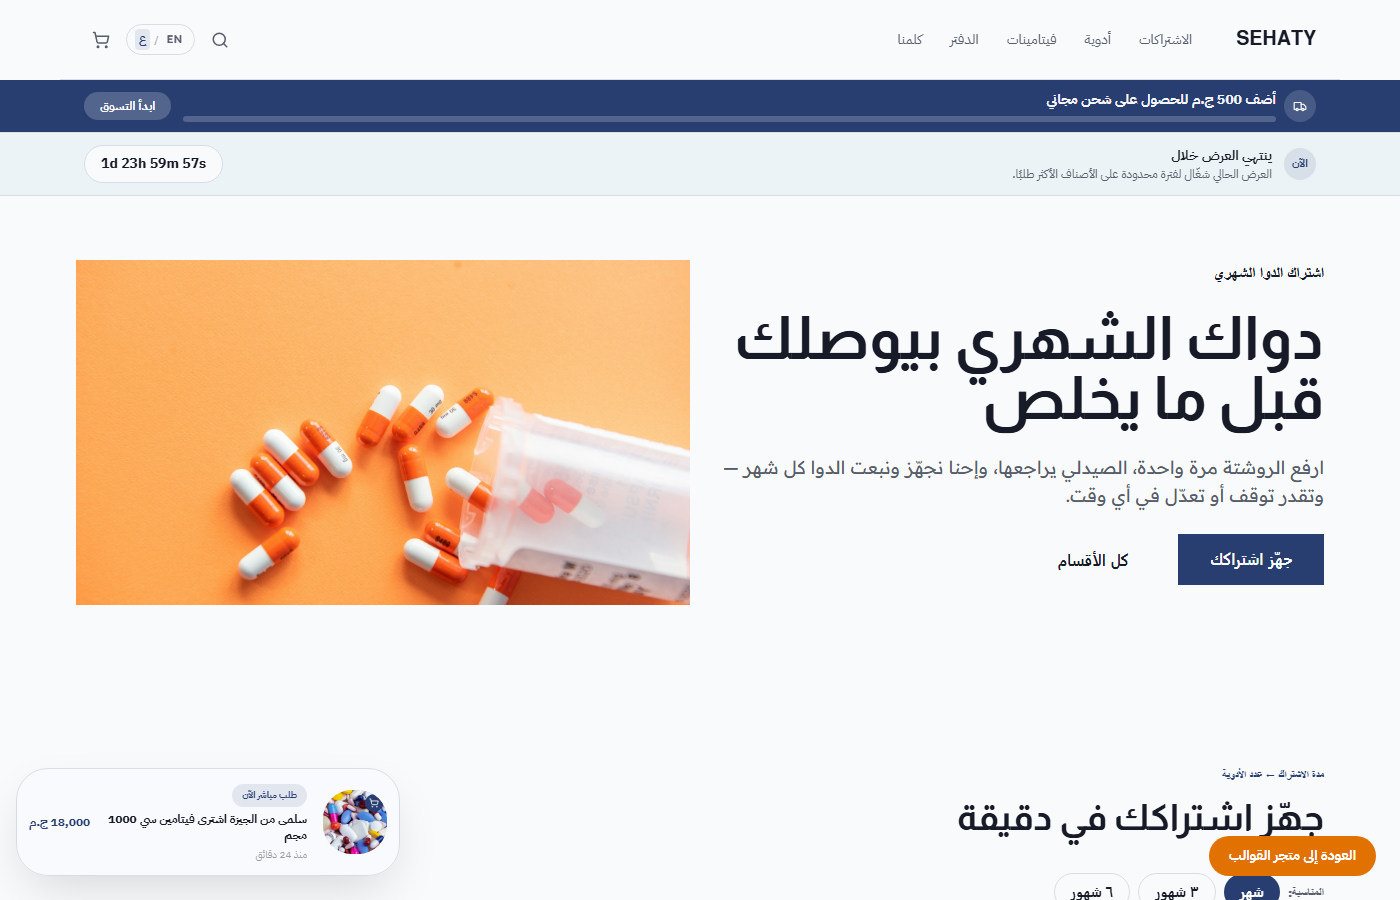 SEHATY
الاشتراكات
أدوية
فيتامينات
الدفتر
كلمنا
EN / ع
أضف 500 ج.م للحصول على شحن مجاني
ابدأ التسوق
الآن
ينتهي العرض خلال
العرض الحالي شغّال لفترة محدودة على الأصناف الأكثر طلبًا.
1d 23h 59m 57s
اشتراك الدوا الشهري
دواك الشهري بيوصلك
قبل ما يخلص
ارفع الروشتة مرة واحدة، الصيدلي يراجعها، وإحنا نجهّز ونبعت الدوا كل شهر —
وتقدر توقف أو تعدّل في أي وقت.
جهّز اشتراكك
كل الأقسام
مدة الاشتراك ← عدد الأدوية
جهّز اشتراكك في دقيقة
العودة إلى متجر القوالب
المناسبة:
شهر
٣ شهور
٦ شهور
طلب مباشر الآن
سلمى من الجيزة اشترى فيتامين سي 1000
مجم
18,000 ج.م
منذ 24 دقائق